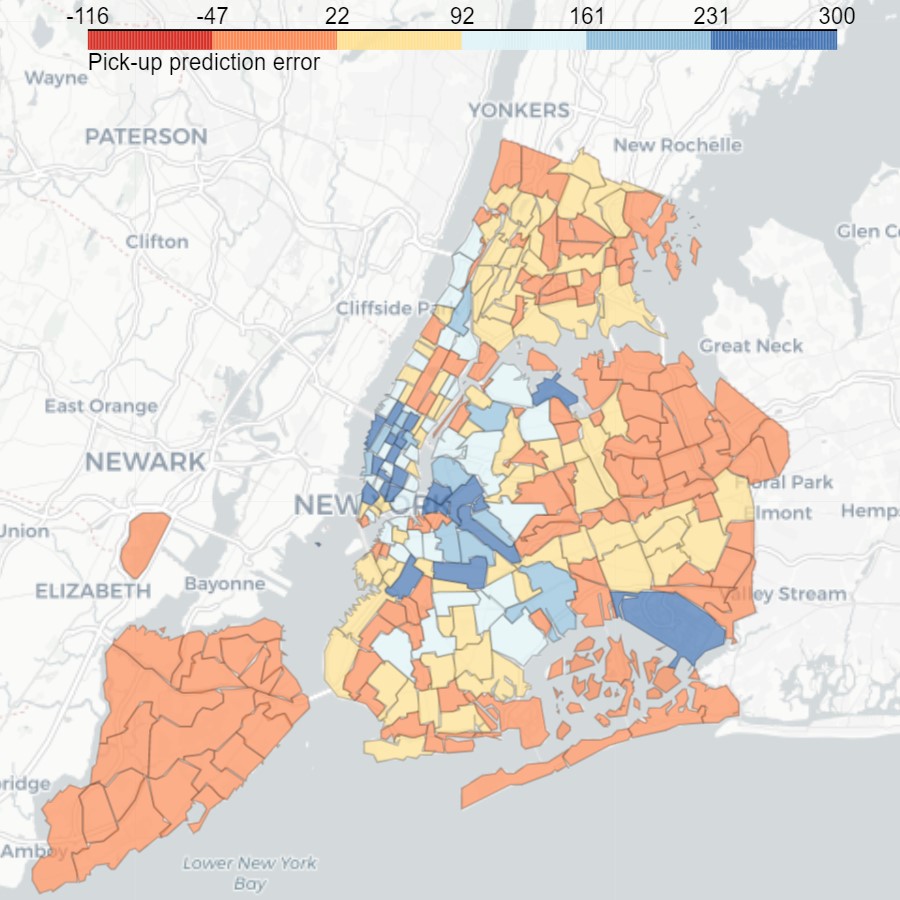 -116 -47 22 92 161 231 300
Pick-up prediction error
Wayne
YONKERS
PATERSON
New Rochelle
Clifton
Glen C
Cliffside Par
Great Neck
East Orange
NEWARK
Floral Park
NEW YORK
Elmont
Hemps
Union
ELIZABETH
Bayonne
Valley Stream
bridge
Amboy
Lower New York
Bay